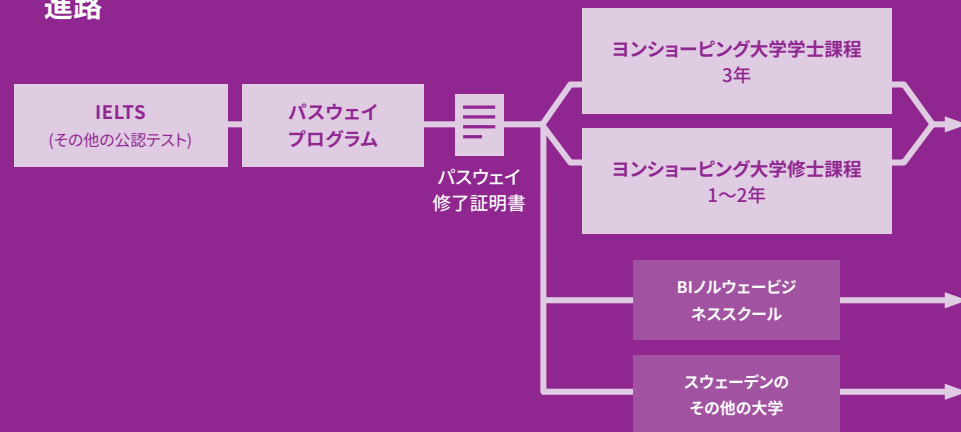 進路
IELTS
(その他の公認テスト)
パスウェイ
プログラム
パスウェイ
修了証明書
ヨンショーピング大学学士課程
3年
ヨンショーピング大学修士課程
1〜2年
BIノルウェービジ
ネススクール
スウェーデンの
その他の大学